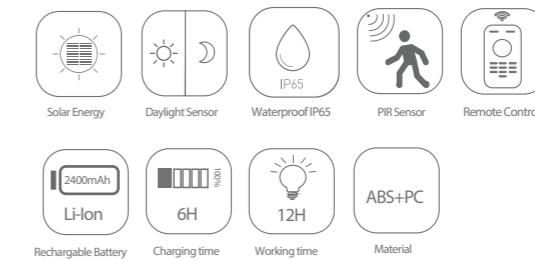 IP65
Solar Energy
Daylight Sensor
Waterproof IP65
PIR Sensor
Remote Contro
2400mAh
Li-Ion
100%
6H
12H
ABS+PC
Rechargable Battery
Charging time
Working time
Material